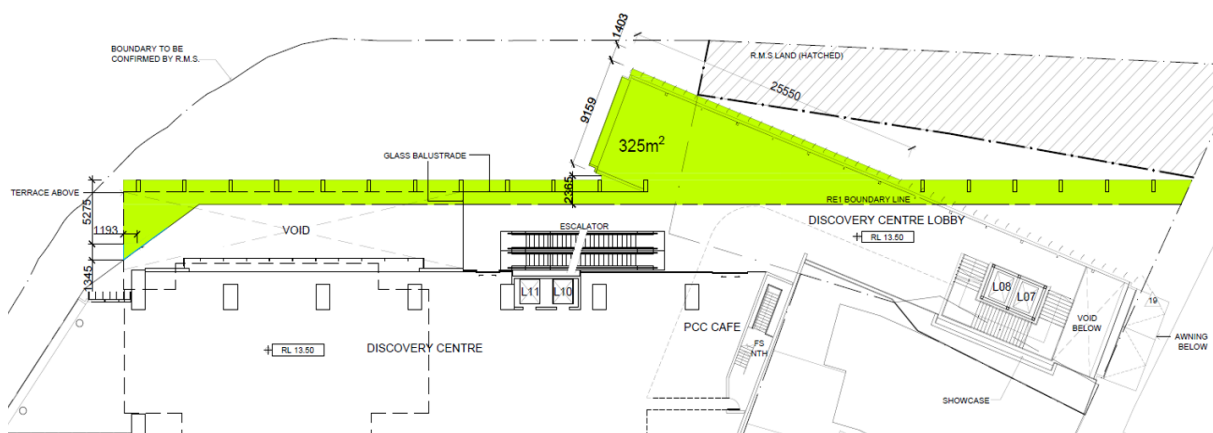 1403
BOUNDARY TO BE
CONFIRMED BY R.M.S.
R.M.S LAND (HATCHED)
25550
9159
325m²
GLASS BALUSTRADE
TERRACE ABOVE
2365
5275
RE1 BOUNDARY LINE
1193
VOID
ESCALATOR
DISCOVERY CENTRE LOBBY
RL 13.50
1345
L11
L10
L08
L07
19
VOID
BELOW
PCC CAFE
FS
NTH
AWNING
BELOW
RL 13.50
DISCOVERY CENTRE
SHOWCASE